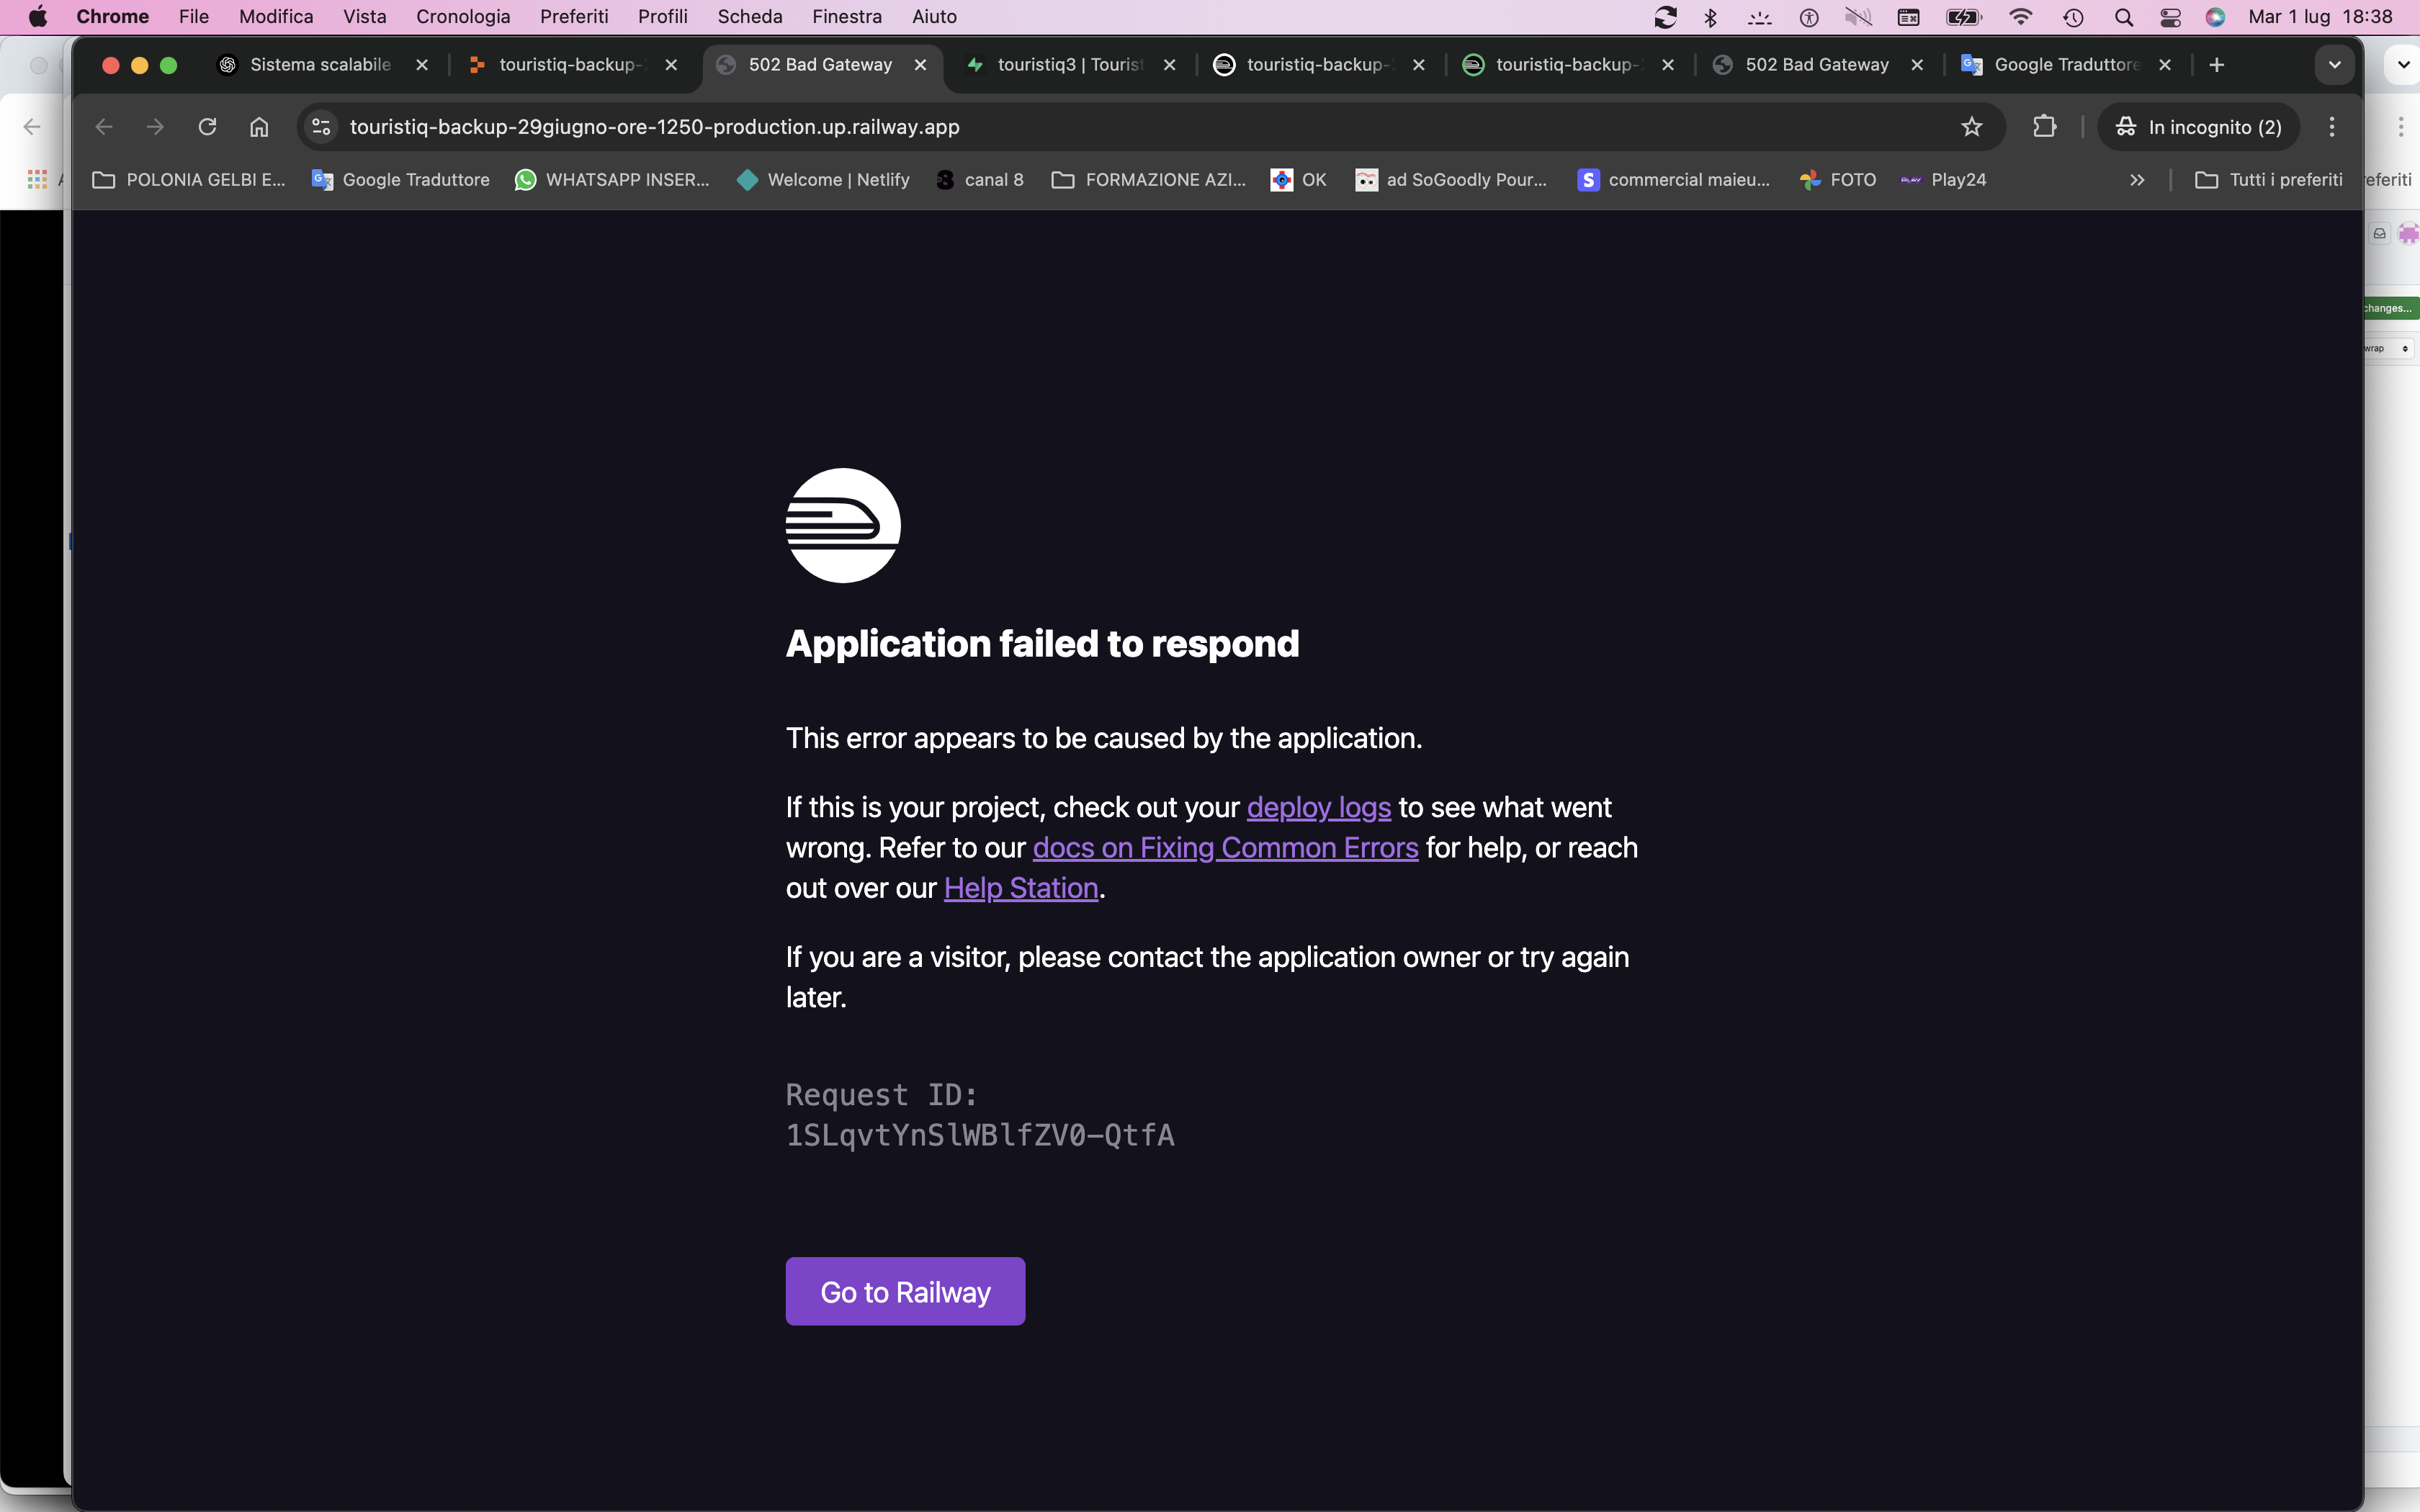 Chrome File Modifica Vista Cronologia Preferiti Profili Scheda Finestra Aiuto Mar 1 lug 18:38
Sistema scalabile touristiq-backup- 502 Bad Gateway touristiq3 | Tourist touristiq-backup- touristiq-backup- 502 Bad Gateway Google Traduttore
touristiq-backup-29giugno-ore-1250-production.up.railway.app In incognito (2)
POLONIA GELBI E... Google Traduttore WHATSAPP INSER... Welcome | Netlify canal 8 FORMAZIONE AZI... OK ad SoGoodly Pour... S commercial maieu... FOTO PLAY Play24 Tutti i preferiti eferiti
changes...
wrap
Application failed to respond
This error appears to be caused by the application.
If this is your project, check out your deploy logs to see what went
wrong. Refer to our docs on Fixing Common Errors for help, or reach
out over our Help Station.
If you are a visitor, please contact the application owner or try again
later.
Request ID:
1SLqvtYnSlWBlfZV0-QtfA
Go to Railway